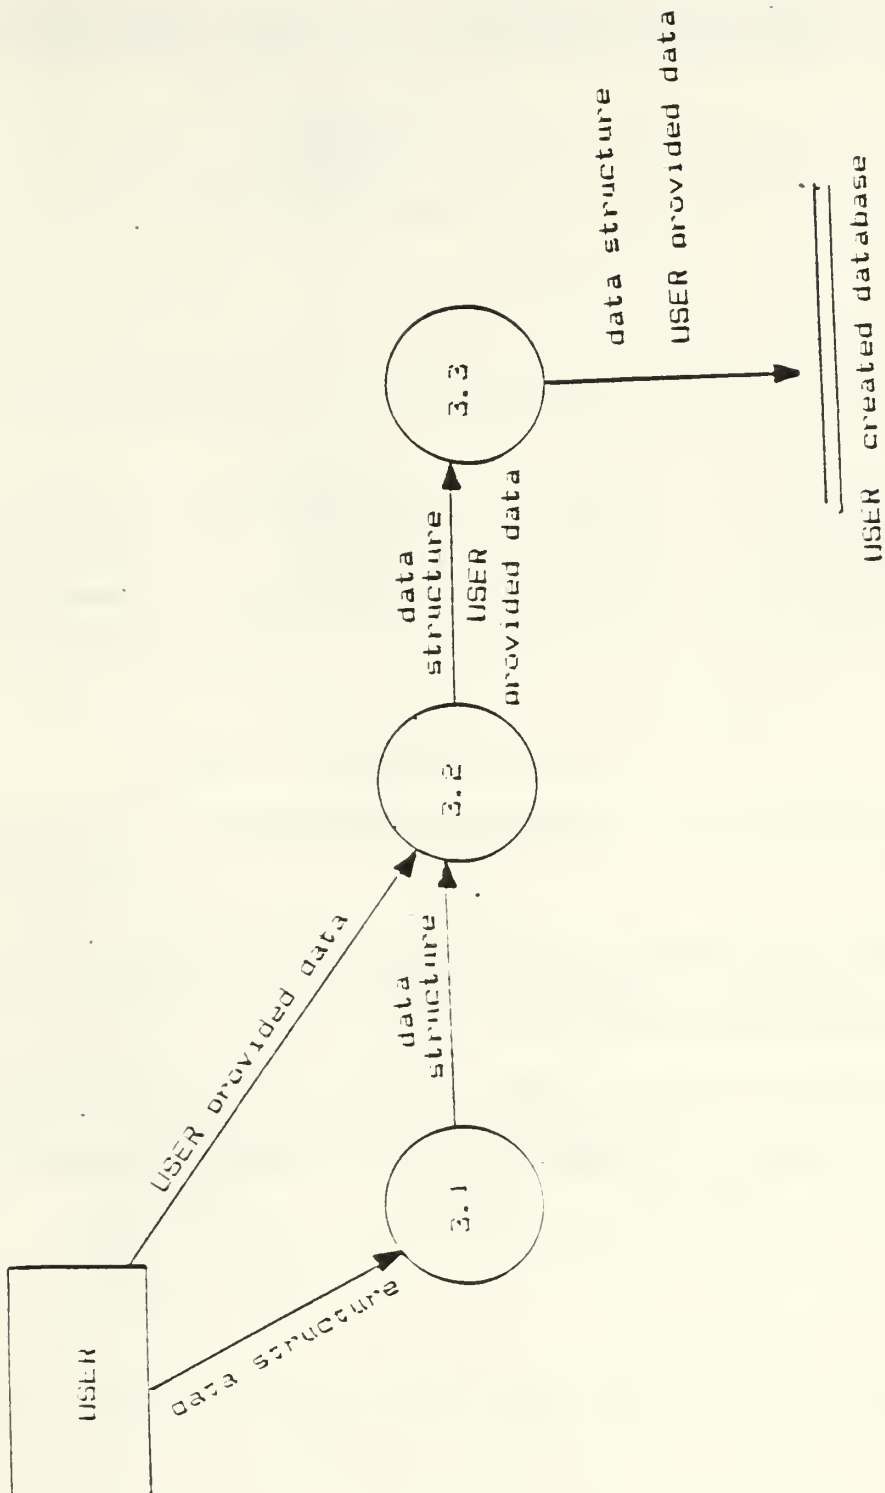 USER
USER provided data
data structure
3.1
data
structure
3.2
data
structure
USER
provided data
3.3
data structure
USER provided data
USER created database